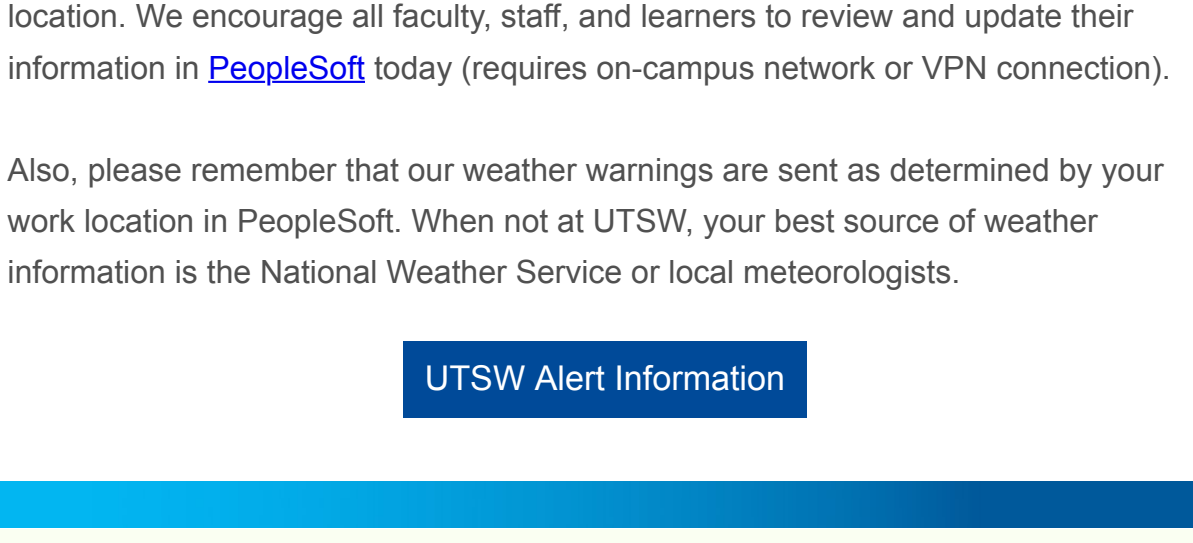 location. We encourage all faculty, staff, and learners to review and update their
information in PeopleSoft today (requires on-campus network or VPN connection).
Also, please remember that our weather warnings are sent as determined by your
work location in PeopleSoft. When not at UTSW, your best source of weather
information is the National Weather Service or local meteorologists.
UTSW Alert Information